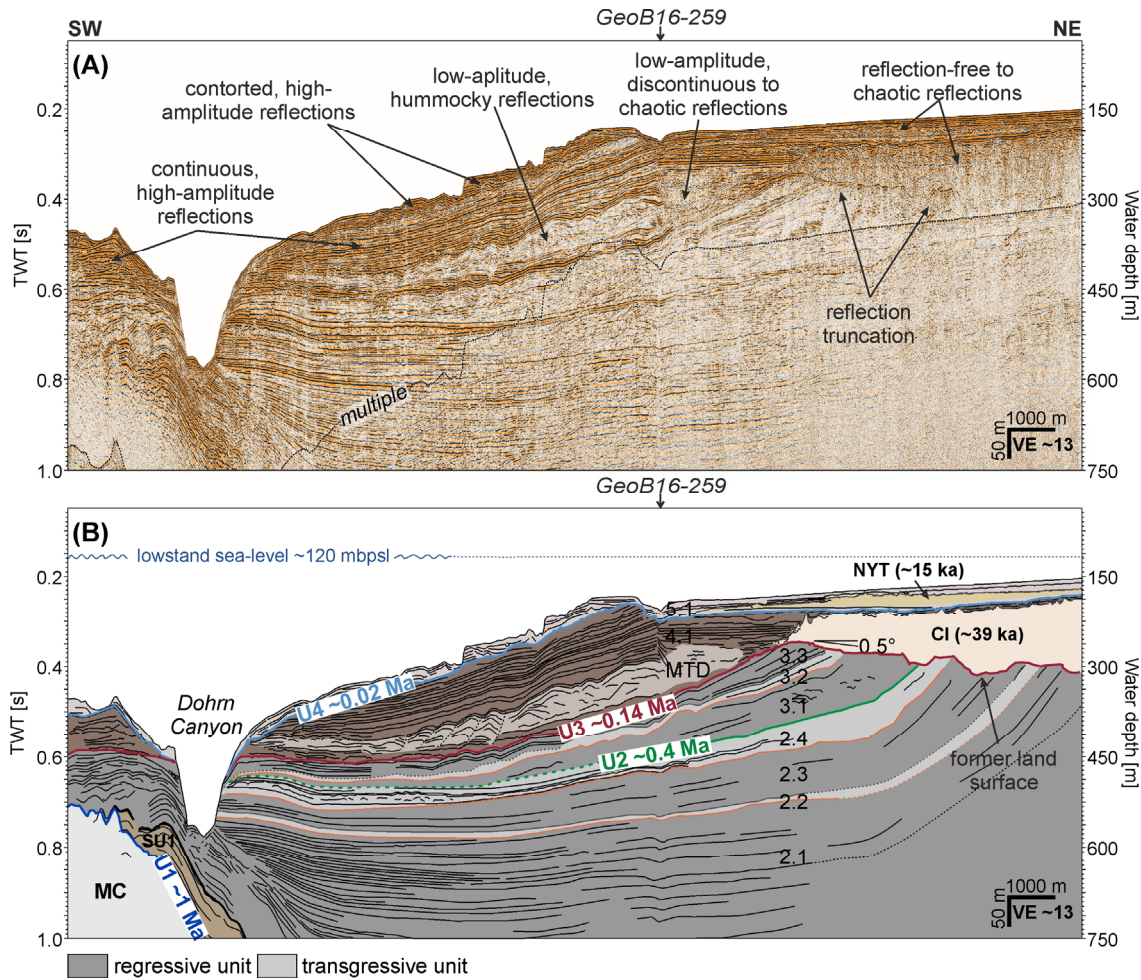 GeoB16-259
SW
NE
(A)
contorted, high-
amplitude reflections
low-aplitude,
hummocky reflections
low-amplitude,
discontinuous to
chaotic reflections
reflection-free to
chaotic reflections
continuous,
high-amplitude
reflections
reflection
truncation
multiple
TWT [s]
0.2
0.4
0.6
0.8
1.0
Water depth [m]
150
300
450
600
750
1000 m
50 m
VE ~13
GeoB16-259
(B)
lowstand sea-level ~120 mbpsl
NYT (~15 ka)
CI (~39 ka)
5.1
4.1
MTD
0.5°
3.3
3.2
3.1
2.4
2.3
2.2
2.1
Dohrn
Canyon
U4 ~0.02 Ma
U3 ~0.14 Ma
U2 ~0.4 Ma
former land
surface
SU1
U1 ~1 Ma
MC
TWT [s]
0.2
0.4
0.6
0.8
1.0
Water depth [m]
150
300
450
600
750
1000 m
50 m
VE ~13
regressive unit
transgressive unit